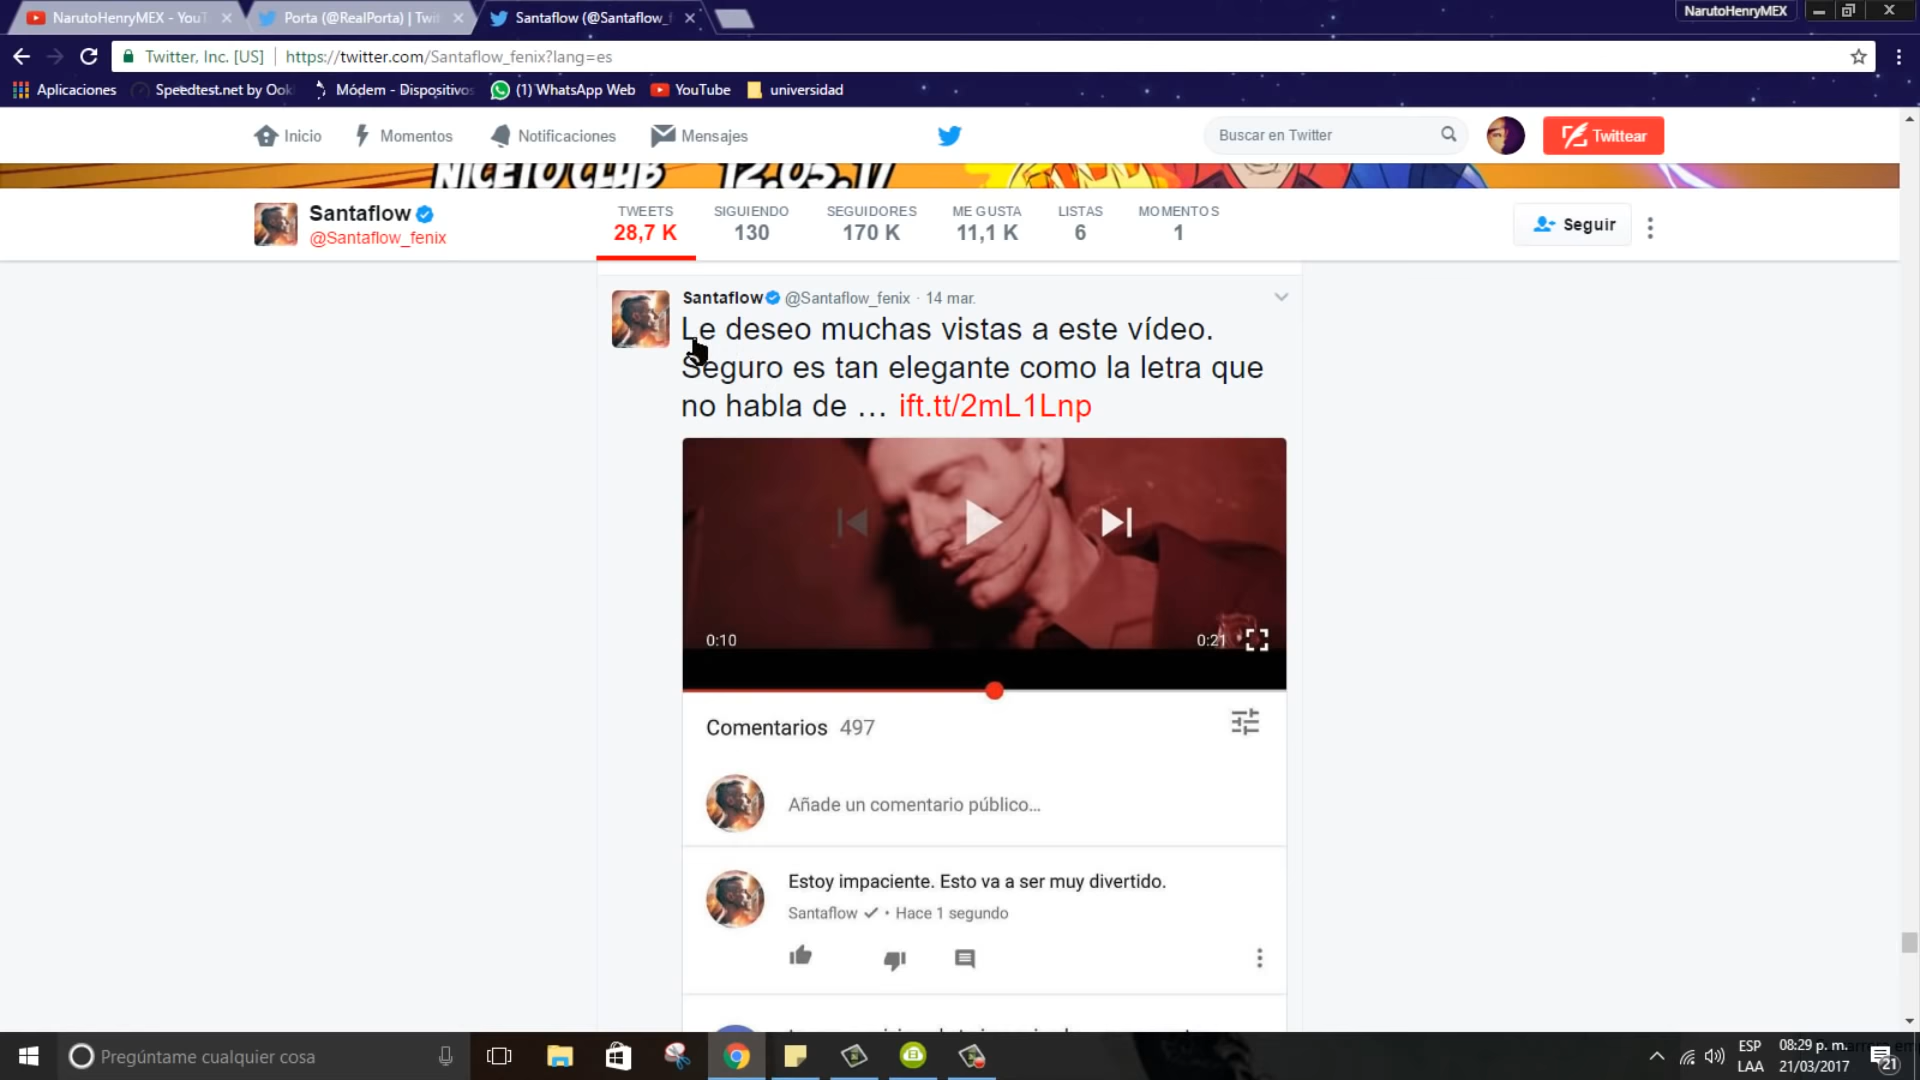 NarutoHenryMEX - YouT
Porta (@RealPorta) | Twit
Santaflow (@Santaflow_
NarutoHenryMEX
Twitter, Inc. [US]
https://twitter.com/Santaflow_fenix?lang=es
Aplicaciones
Speedtest.net by Ook
Módem - Dispositivos
(1) WhatsApp Web
YouTube
universidad
Inicio
Momentos
Notificaciones
Mensajes
Buscar en Twitter
Twittear
NICETO CLUB 12.05.17
Santaflow
@Santaflow_fenix
TWEETS
28,7 K
SIGUIENDO
130
SEGUIDORES
170 K
ME GUSTA
11,1 K
LISTAS
6
MOMENTOS
1
Seguir
Santaflow @Santaflow_fenix · 14 mar.
Le deseo muchas vistas a este vídeo.
Seguro es tan elegante como la letra que
no habla de … ift.tt/2mL1Lnp
0:10
0:21
Comentarios 497
Añade un comentario público...
Estoy impaciente. Esto va a ser muy divertido.
Santaflow ✓ • Hace 1 segundo
Pregúntame cualquier cosa
ESP
LAA
08:29 p. m.
21/03/2017
21